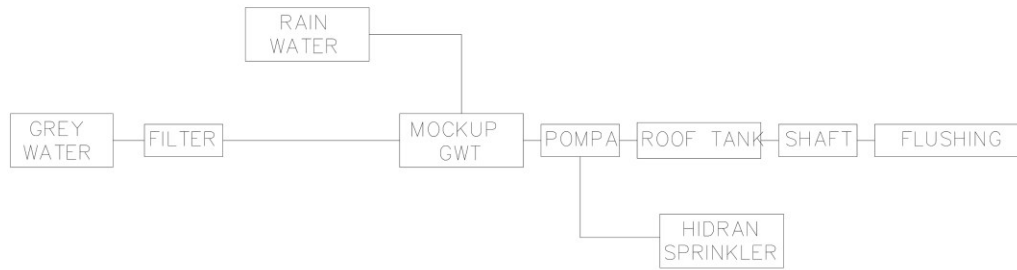 RAIN
WATER
GREY
WATER
FILTER
MOCKUP
GWT
POMPA
ROOF TANK
SHAFT
FLUSHING
HIDRAN
SPRINKLER